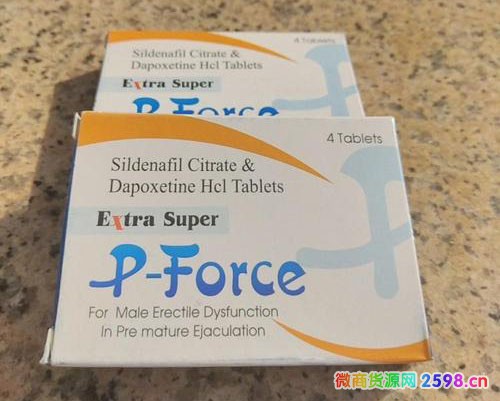 4 Tablets
Sildenafil Citrate &
Dapoxetine Hcl Tablets
Extra Super
P-Force
4 Tablets
Sildenafil Citrate &
Dapoxetine Hcl Tablets
Extra Super
P-Force
For Male Erectile Dysfunction
In Pre mature Ejaculation
微商货源网 2598.cn